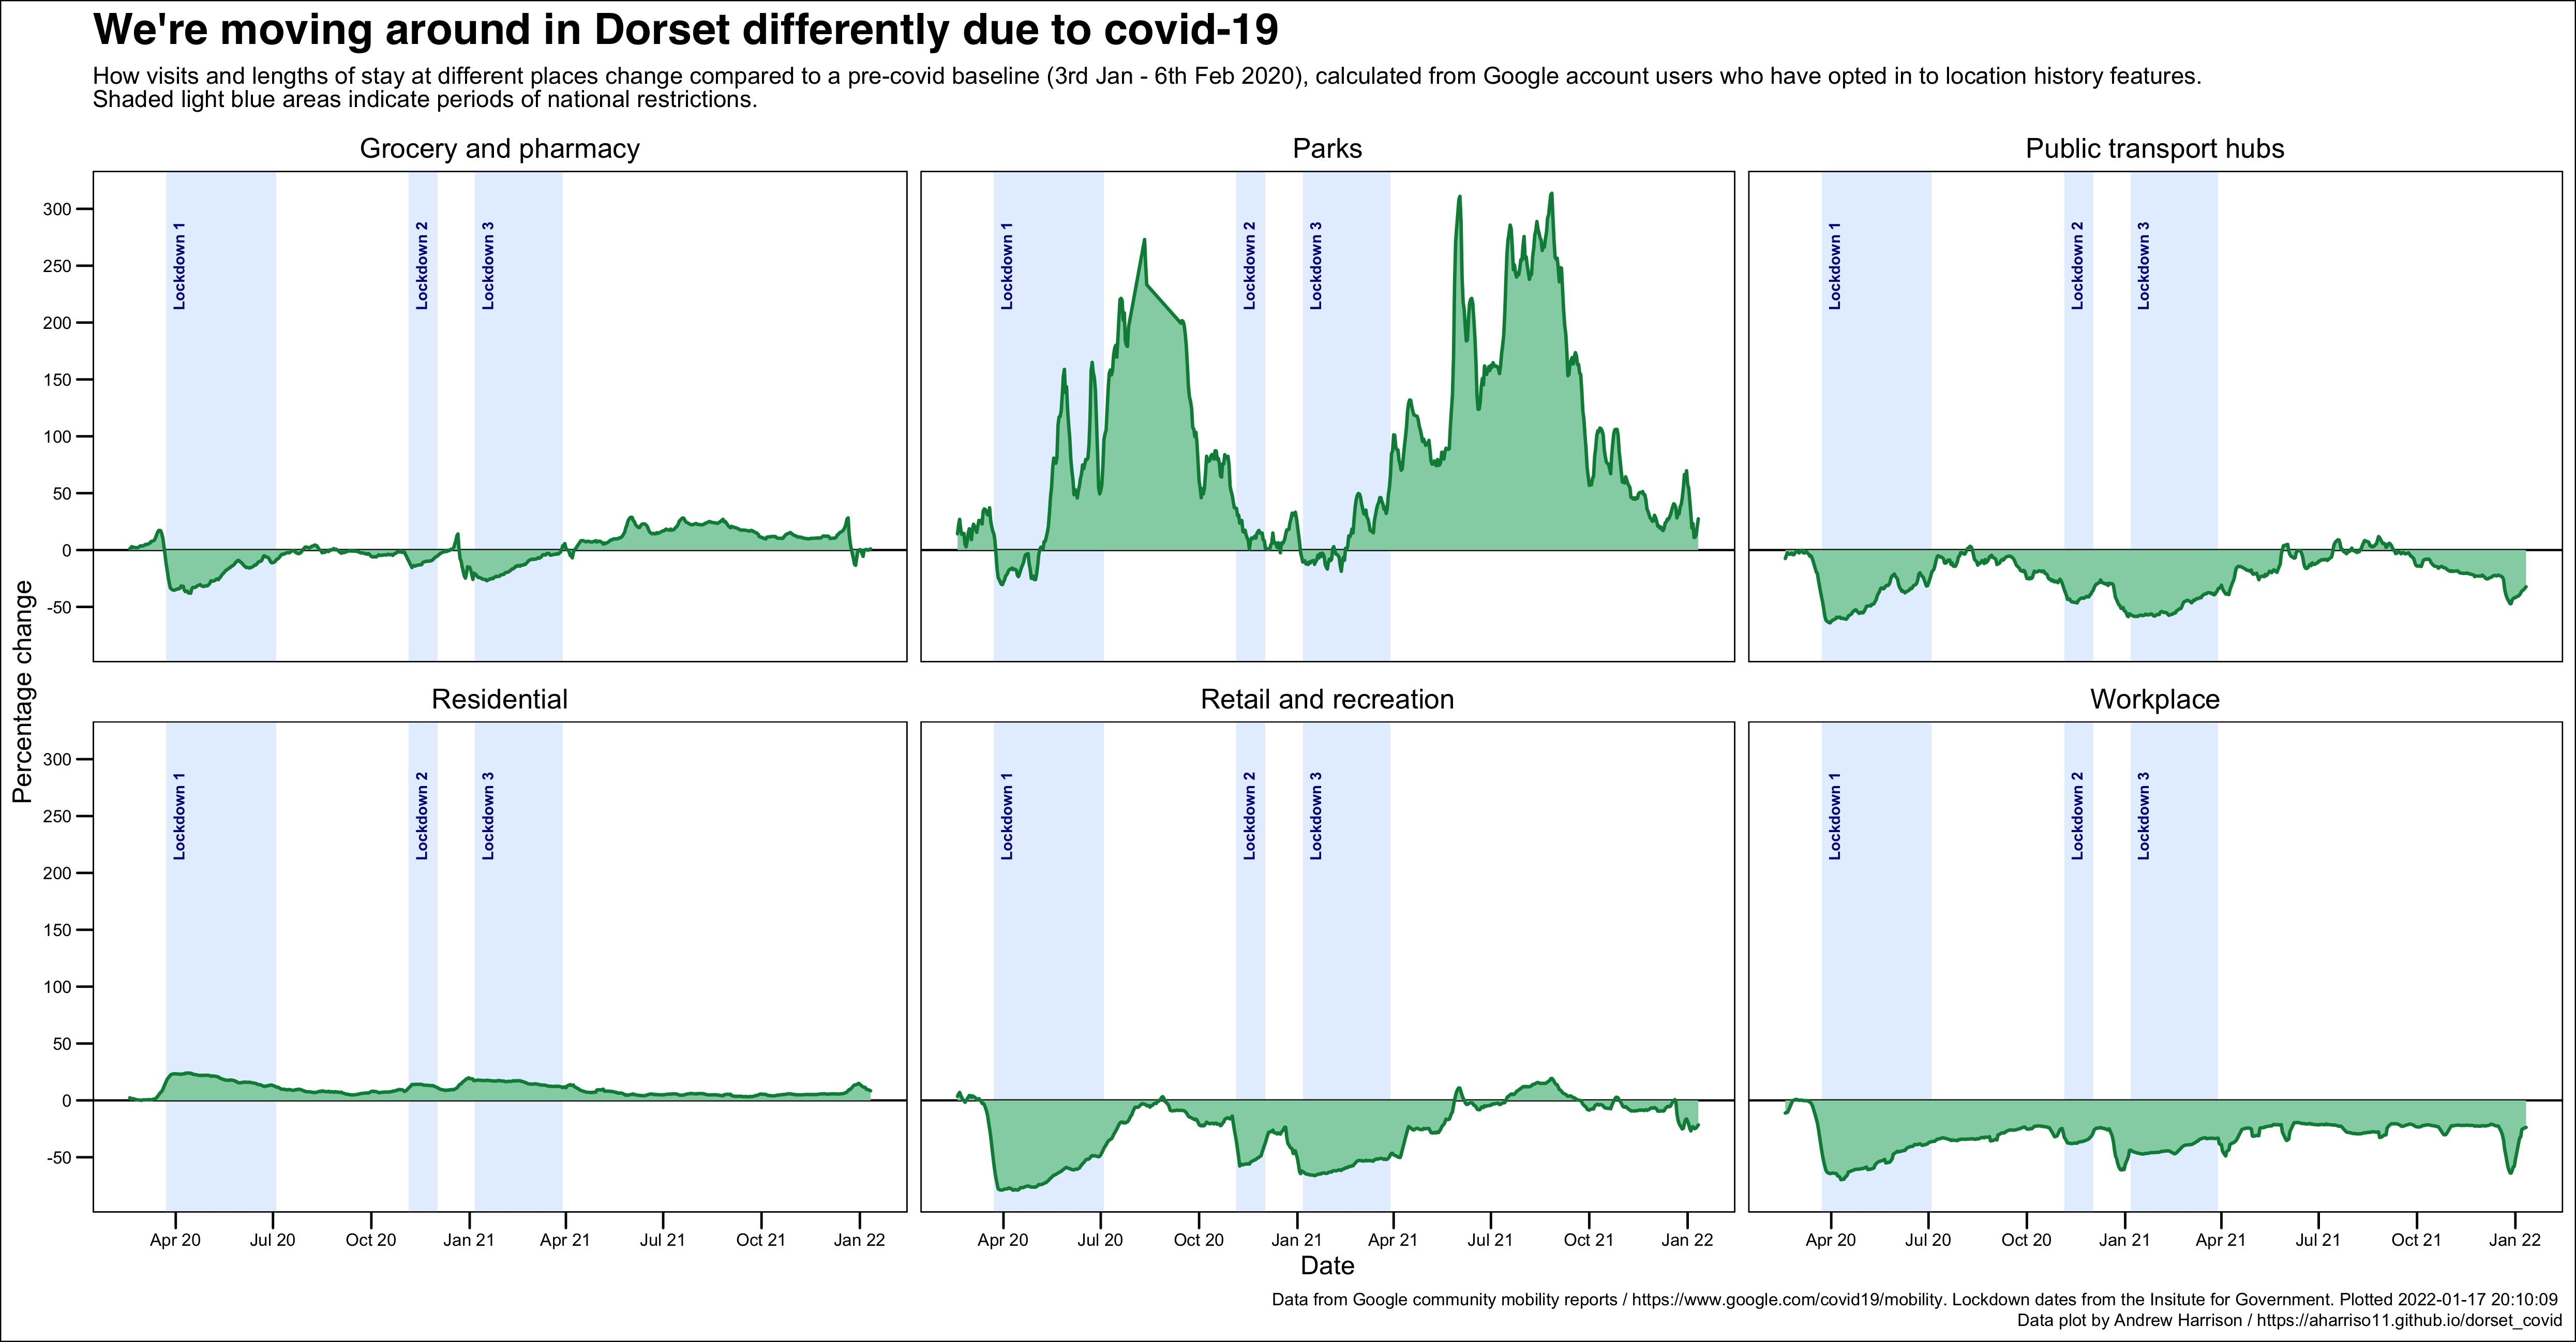 We're moving around in Dorset differently due to covid-19
How visits and lengths of stay at different places change compared to a pre-covid baseline (3rd Jan - 6th Feb 2020), calculated from Google account users who have opted in to location history features.
Shaded light blue areas indicate periods of national restrictions.
Grocery and pharmacy
Parks
Public transport hubs
300
250
200
150
100
50
0
-50
Lockdown 1
Lockdown 2
Lockdown 3
Lockdown 1
Lockdown 2
Lockdown 3
Lockdown 1
Lockdown 2
Lockdown 3
Percentage change
Residential
Retail and recreation
Workplace
300
250
200
150
100
50
0
-50
Lockdown 1
Lockdown 2
Lockdown 3
Lockdown 1
Lockdown 2
Lockdown 3
Lockdown 1
Lockdown 2
Lockdown 3
Apr 20 Jul 20 Oct 20 Jan 21 Apr 21 Jul 21 Oct 21 Jan 22
Apr 20 Jul 20 Oct 20 Jan 21 Apr 21 Jul 21 Oct 21 Jan 22
Apr 20 Jul 20 Oct 20 Jan 21 Apr 21 Jul 21 Oct 21 Jan 22
Date
Data from Google community mobility reports / https://www.google.com/covid19/mobility. Lockdown dates from the Insitute for Government. Plotted 2022-01-17 20:10:09
Data plot by Andrew Harrison / https://aharriso11.github.io/dorset_covid